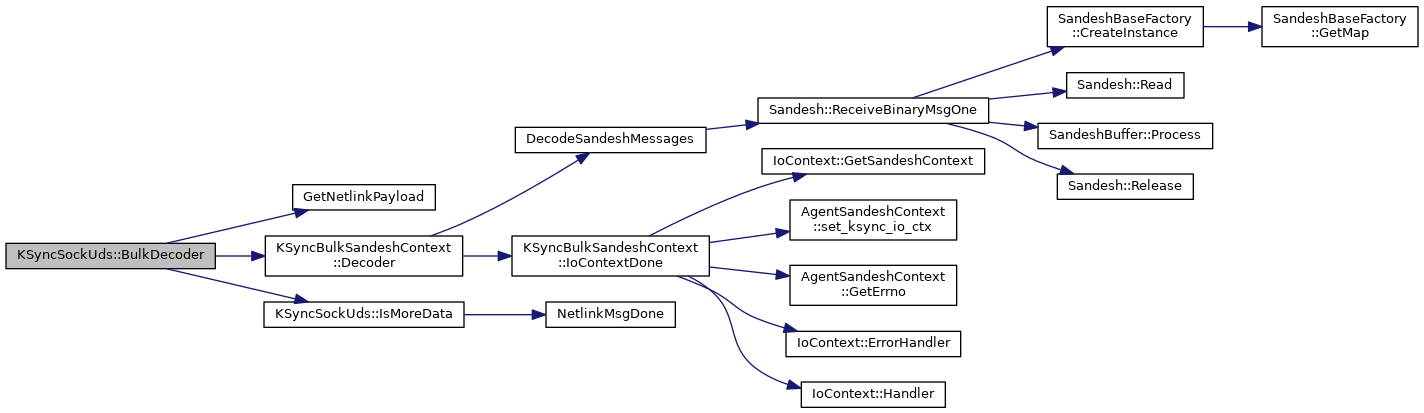 KSyncSockUds::BulkDecoder
GetNetlinkPayload
KSyncBulkSandeshContext
::Decoder
KSyncSockUds::IsMoreData
DecodeSandeshMessages
KSyncBulkSandeshContext
::IoContextDone
NetlinkMsgDone
Sandesh::ReceiveBinaryMsgOne
IoContext::GetSandeshContext
AgentSandeshContext
::set_ksync_io_ctx
AgentSandeshContext
::GetErrno
IoContext::ErrorHandler
IoContext::Handler
SandeshBaseFactory
::CreateInstance
Sandesh::Read
SandeshBuffer::Process
Sandesh::Release
SandeshBaseFactory
::GetMap